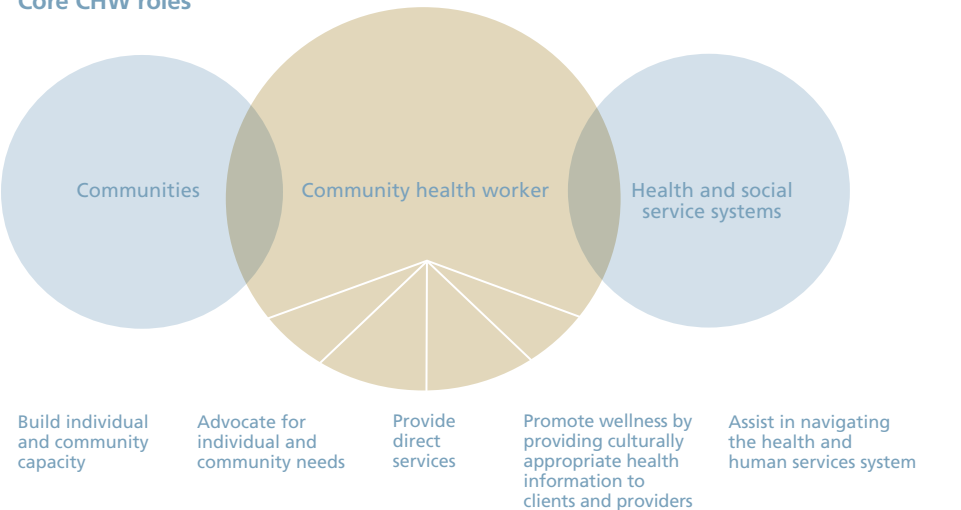 Core CHW roles
Communities
Community health worker
Health and social
service systems
Build individual
and community
capacity
Advocate for
individual and
community needs
Provide
direct
services
Promote wellness by
providing culturally
appropriate health
information to
clients and providers
Assist in navigating
the health and
human services system